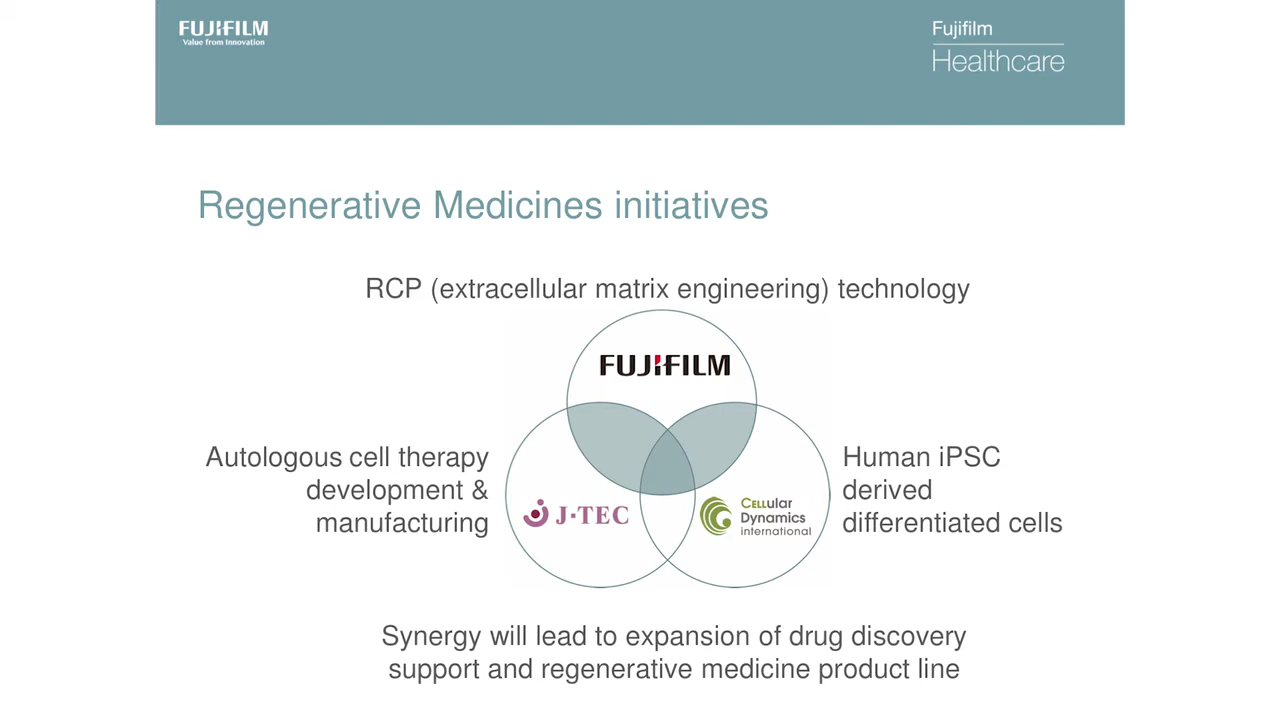 FUJIFILM
Value from Innovation
Fujifilm
Healthcare
Regenerative Medicines initiatives
RCP (extracellular matrix engineering) technology
FUJIFILM
Autologous cell therapy
development &
manufacturing
J-TEC
CELLular
Dynamics
international
Human iPSC
derived
differentiated cells
Synergy will lead to expansion of drug discovery
support and regenerative medicine product line